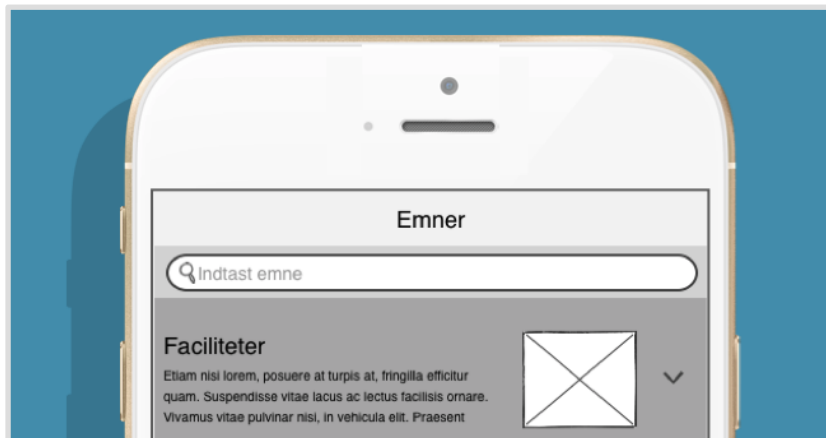 Emner
Indtast emne
Faciliteter
Etiam nisi lorem, posuere at turpis at, fringilla efficitur
quam. Suspendisse vitae lacus ac lectus facilisis ornare.
Vivamus vitae pulvinar nisi, in vehicula elit. Praesent